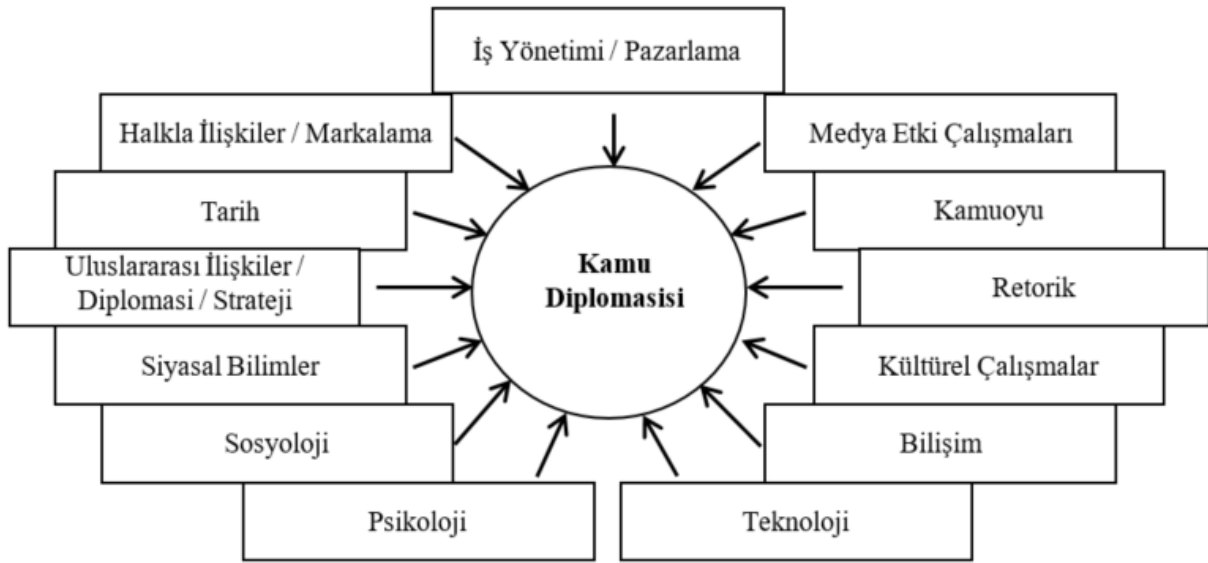 İş Yönetimi / Pazarlama
Halkla İlişkiler / Markalama
Medya Etki Çalışmaları
Tarih
Kamuoyu
Uluslararası İlişkiler /
Diplomasi / Strateji
Kamu
Diplomasisi
Retorik
Siyasal Bilimler
Kültürel Çalışmalar
Sosyoloji
Bilişim
Psikoloji
Teknoloji